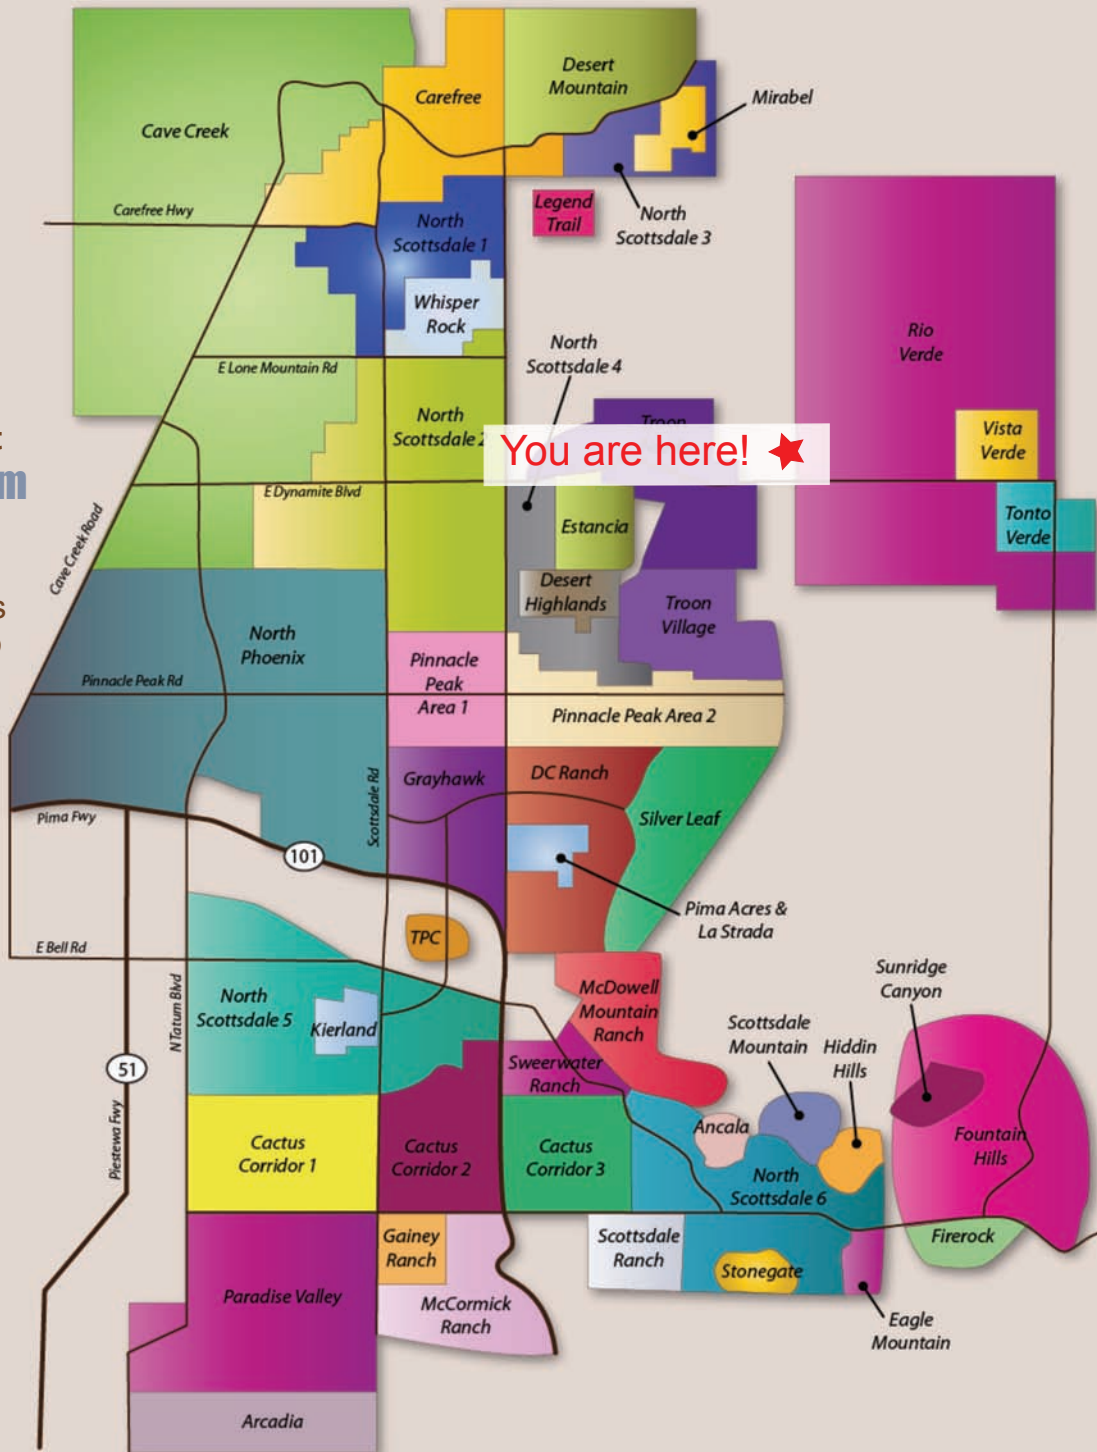 Desert
Mountain
Carefree
Mirabel
Cave Creek
Legend
Trail
Carefree Hwy
North
Scottsdale 3
North
Scottsdale 1
Whisper
Rock
Rio
Verde
North
Scottsdale 4
E Lone Mountain Rd
North
Scottsdale 2
Troon
Vista
Verde
You are here!
m
E Dynamite Blvd
Estancia
Tonto
Verde
Cave Creek Road
Desert
Highlands
Troon
Village
s
North
Phoenix
Pinnacle
Peak
Area 1
Pinnacle Peak Rd
Pinnacle Peak Area 2
Grayhawk
DC Ranch
Scottsdale Rd
Silver Leaf
Pima Fwy
101
Pima Acres &
La Strada
TPC
E Bell Rd
N Tatum Blvd
North
Scottsdale 5
Kierland
McDowell
Mountain
Ranch
Sunridge
Canyon
Scottsdale
Mountain
Hiddin
Hills
51
Sweerwater
Ranch
Piestewa Fwy
Cactus
Corridor 1
Cactus
Corridor 2
Cactus
Corridor 3
Ancala
North
Scottsdale 6
Fountain
Hills
Gainey
Ranch
Scottsdale
Ranch
Firerock
Stonegate
Paradise Valley
McCormick
Ranch
Eagle
Mountain
Arcadia